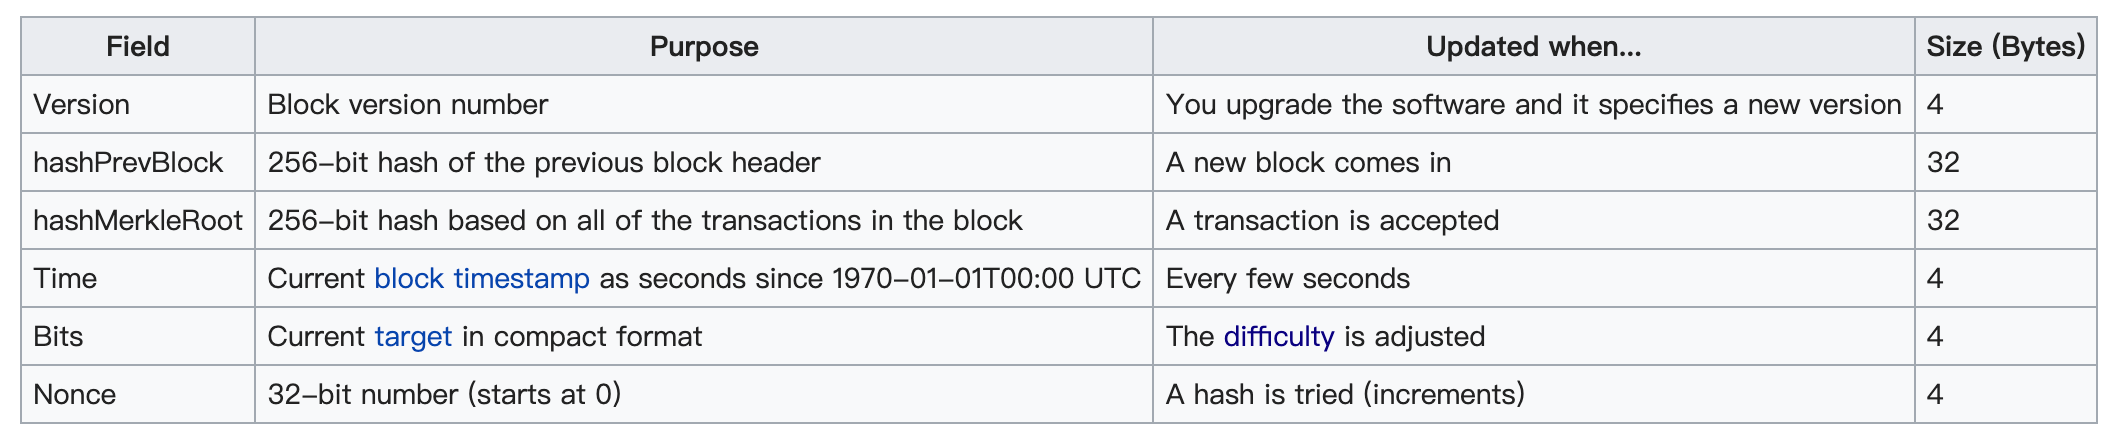 Field Purpose Updated when... Size (Bytes)
Version Block version number You upgrade the software and it specifies a new version 4
hashPrevBlock 256-bit hash of the previous block header A new block comes in 32
hashMerkleRoot 256-bit hash based on all of the transactions in the block A transaction is accepted 32
Time Current block timestamp as seconds since 1970-01-01T00:00 UTC Every few seconds 4
Bits Current target in compact format The difficulty is adjusted 4
Nonce 32-bit number (starts at 0) A hash is tried (increments) 4